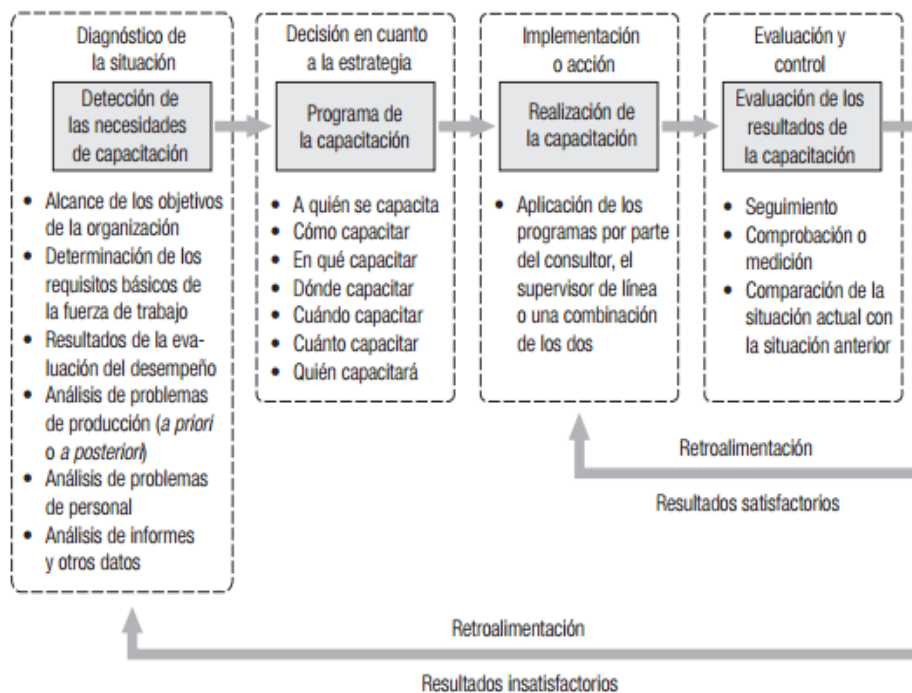 Diagnóstico de
la situación
Detección de
las necesidades
de capacitación
• Alcance de los objetivos
de la organización
• Determinación de los
requisitos básicos de
la fuerza de trabajo
• Resultados de la eva-
luación del desempeño
• Análisis de problemas
de producción (a priori
o a posteriori)
• Análisis de problemas
de personal
• Análisis de informes
y otros datos
Decisión en cuanto
a la estrategia
Programa de
la capacitación
• A quién se capacita
• Cómo capacitar
• En qué capacitar
• Dónde capacitar
• Cuándo capacitar
• Cuánto capacitar
• Quién capacitará
Implementación
o acción
Realización de
la capacitación
• Aplicación de los
programas por parte
del consultor, el
supervisor de línea
o una combinación
de los dos
Evaluación y
control
Evaluación de los
resultados de
la capacitación
• Seguimiento
• Comprobación o
medición
• Comparación de la
situación actual con
la situación anterior
Retroalimentación
Resultados satisfactorios
Retroalimentación
Resultados insatisfactorios